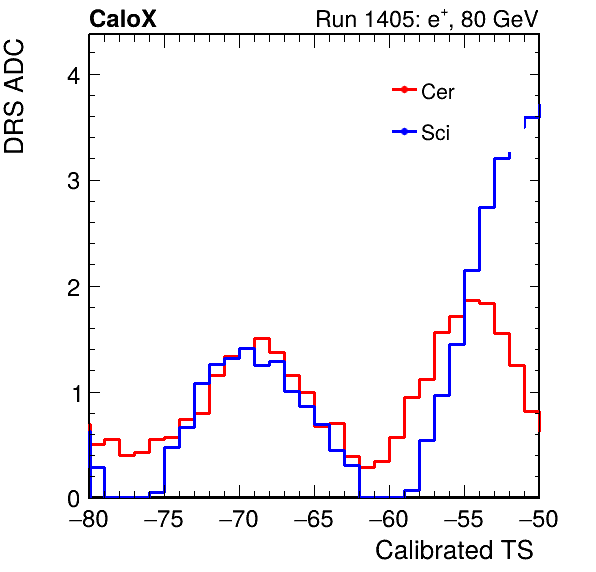 CaloX Run 1405: e⁺, 80 GeV
DRS ADC
Cer
Sci
4
3
2
1
0
−80 −75 −70 −65 −60 −55 −50
Calibrated TS